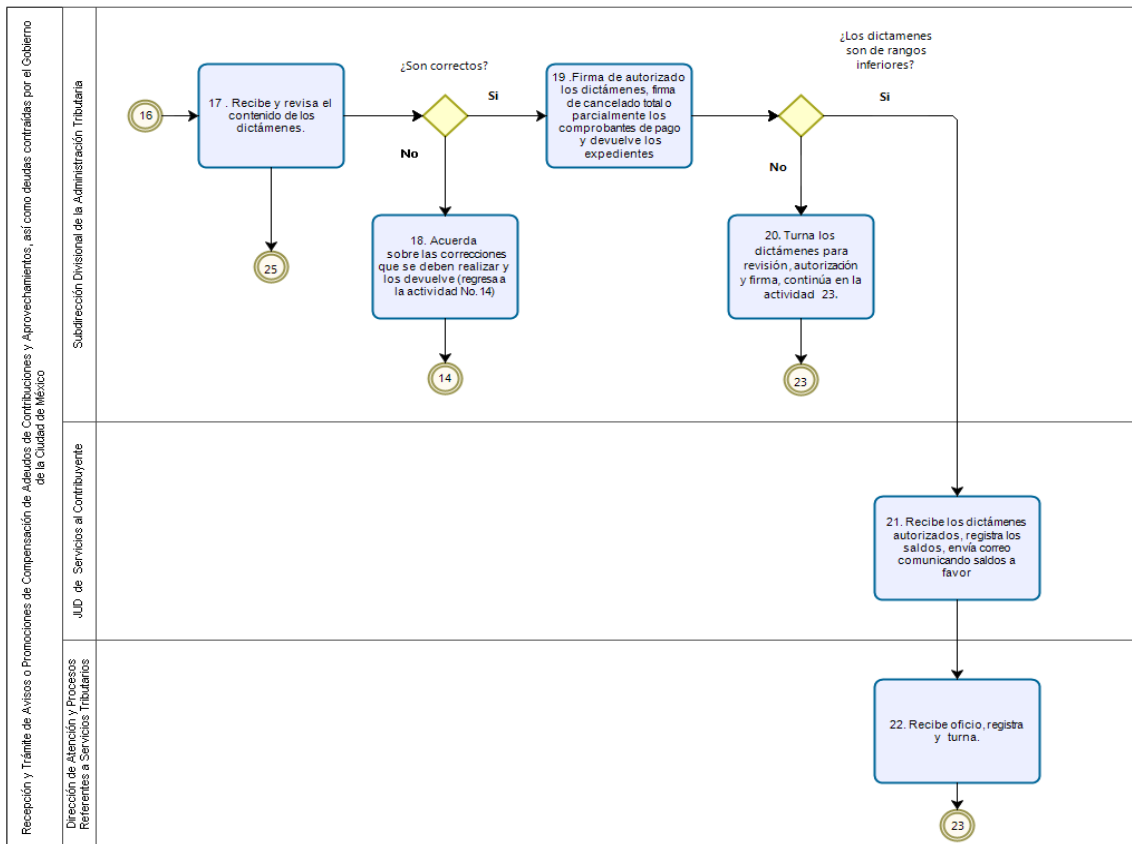 Recepción y Trámite de Avisos o Promociones de Compensación de Adeudos de Contribuciones y Aprovechamientos, así como deudas contraídas por el Gobierno
de la Ciudad de México
Subdirección Divisional de la Administración Tributaria
16
17 . Recibe y revisa el
contenido de los
dictámenes.
25
¿Son correctos?
Si
No
18. Acuerda
sobre las correcciones
que se deben realizar y
los devuelve (regresa a
la actividad No. 14)
14
19 .Firma de autorizado
los dictámenes, firma
de cancelado total o
parcialmente los
comprobantes de pago
y devuelve los
expedientes
¿Los dictamenes
son de rangos
inferiores?
Si
No
20. Turna los
dictámenes para
revisión, autorización
y firma, continúa en la
actividad 23.
23
JUD de Servicios al Contribuyente
21. Recibe los dictámenes
autorizados, registra los
saldos, envía correo
comunicando saldos a
favor
Dirección de Atención y Procesos
Referentes a Servicios Tributarios
22. Recibe oficio, registra
y turna.
23